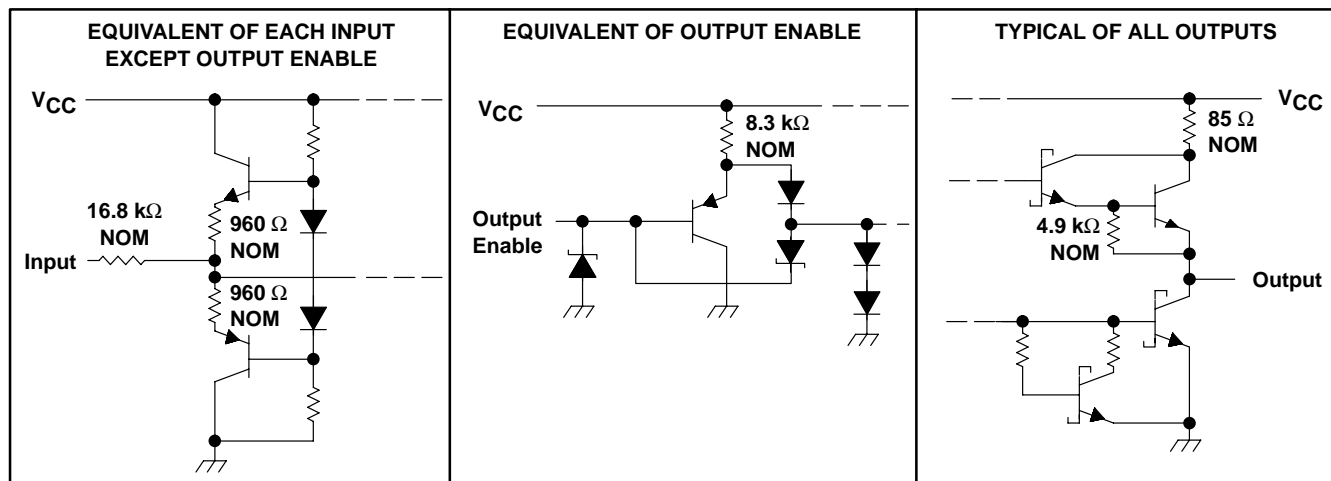 EQUIVALENT OF EACH INPUT
EXCEPT OUTPUT ENABLE
VCC
16.8 kΩ
NOM
960 Ω
NOM
Input
960 Ω
NOM
EQUIVALENT OF OUTPUT ENABLE
VCC
8.3 kΩ
NOM
Output
Enable
TYPICAL OF ALL OUTPUTS
VCC
85 Ω
NOM
4.9 kΩ
NOM
Output